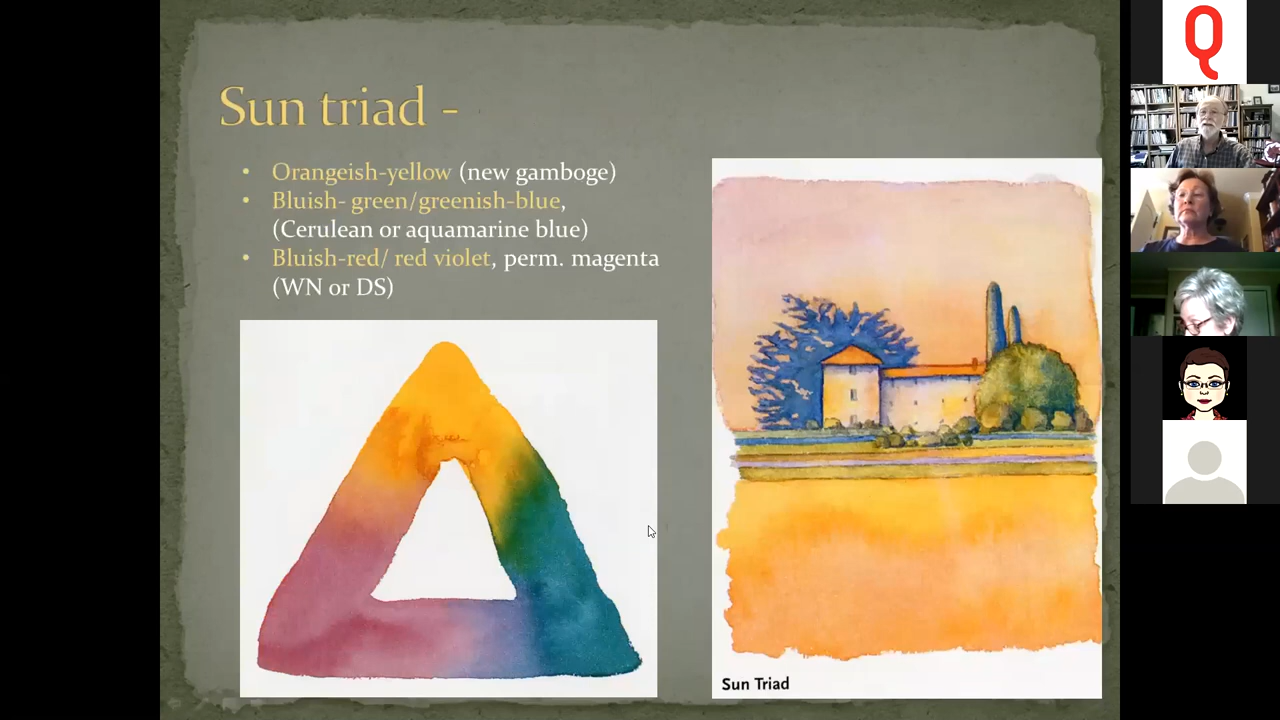 Sun triad -
• Orangeish-yellow (new gamboge)
• Bluish- green/greenish-blue,
(Cerulean or aquamarine blue)
• Bluish-red/ red violet, perm. magenta
(WN or DS)
Sun Triad
Q